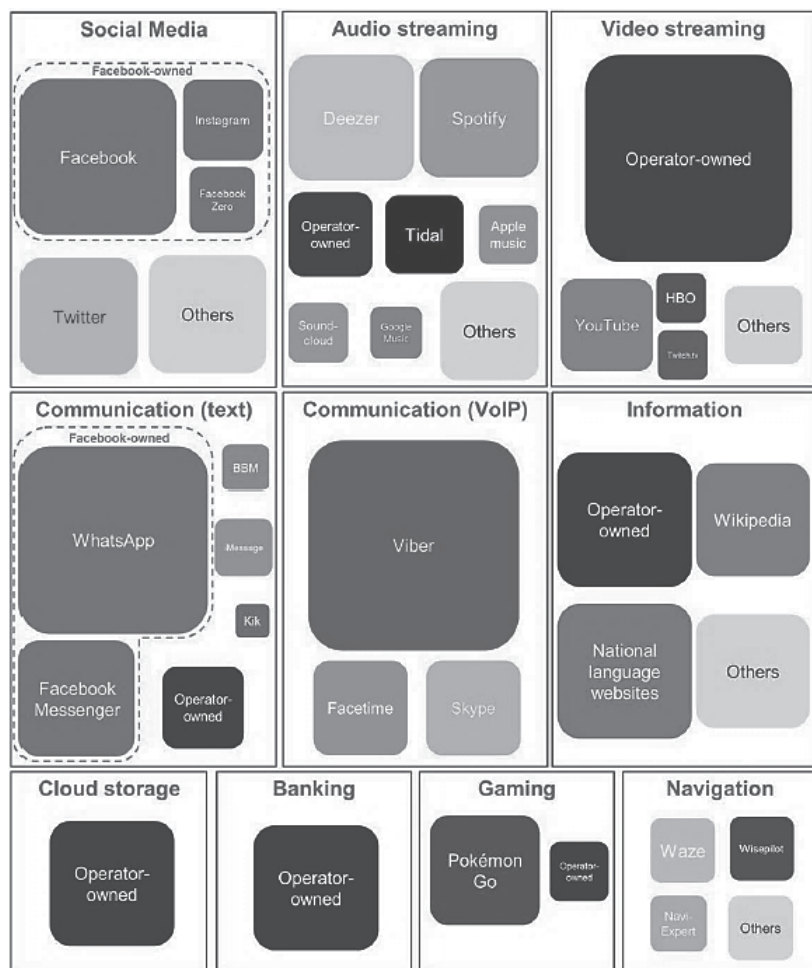 Social Media
Facebook-owned
Facebook
Instagram
Facebook
Zero
Twitter
Others
Audio streaming
Deezer
Spotify
Operator-
owned
Tidal
Apple
music
Sound-
cloud
Google
Music
Others
Video streaming
Operator-owned
YouTube
HBO
Twitch.tv
Others
Communication (text)
Facebook-owned
WhatsApp
BBM
iMessage
Kik
Facebook
Messenger
Operator-
owned
Communication (VoIP)
Viber
Facetime
Skype
Information
Operator-
owned
Wikipedia
National
language
websites
Others
Cloud storage
Operator-
owned
Banking
Operator-
owned
Gaming
Pokémon
Go
Operator-
owned
Navigation
Waze
Wisepilot
Navi-
Expert
Others